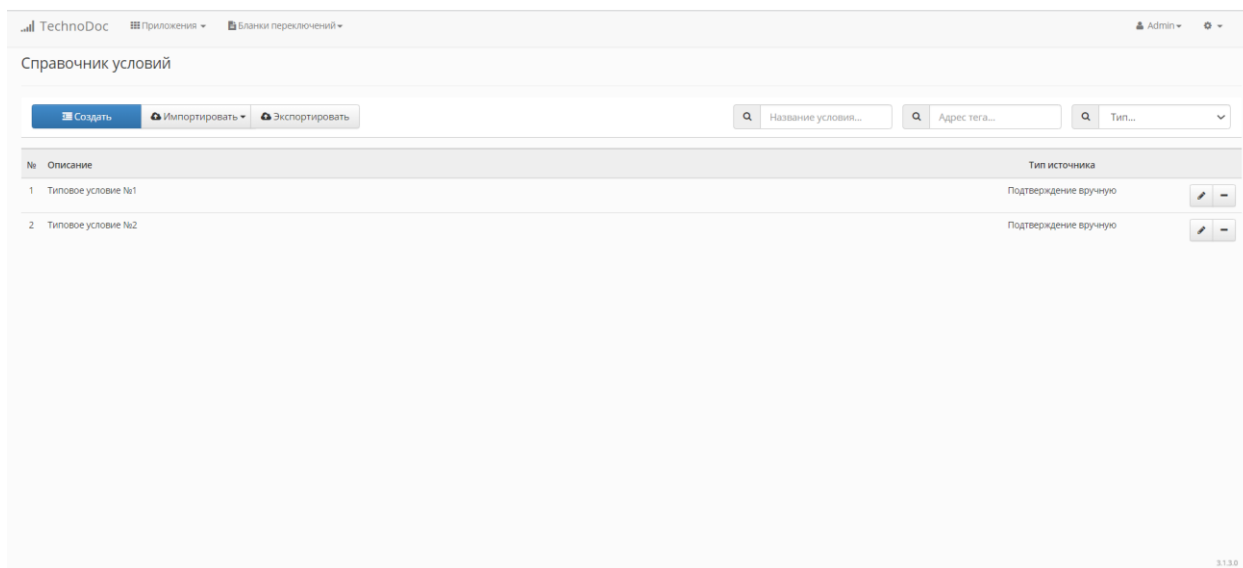 TechnoDoc Приложения Бланки переключений Admin
Справочник условий
Создать Импортировать Экспортировать Название условия... Адрес тега... Тип...
№ Описание Тип источника
1 Типовое условие №1 Подтверждение вручную
2 Типовое условие №2 Подтверждение вручную
3.1.3.0